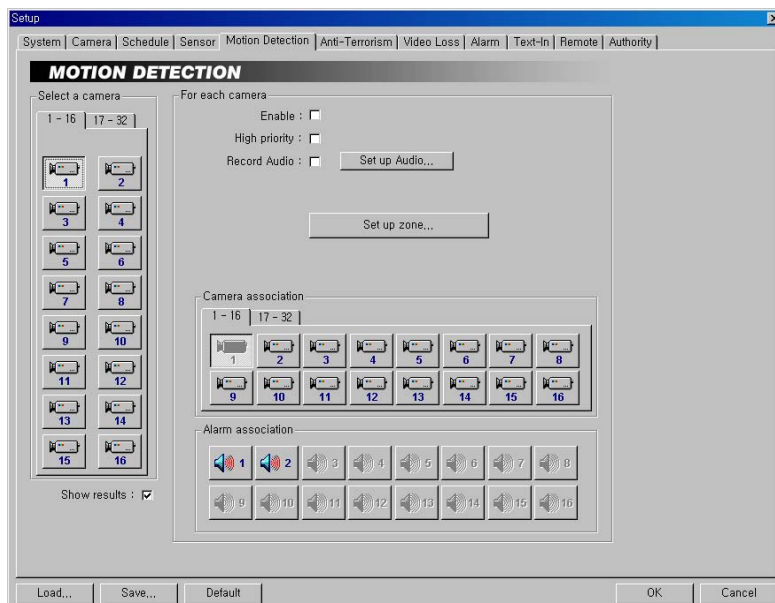 Setup
System Camera Schedule Sensor Motion Detection Anti-Terrorism Video Loss Alarm Text-In Remote Authority
MOTION DETECTION
Select a camera
1 - 16 17 - 32
1 2
3 4
5 6
7 8
9 10
11 12
13 14
15 16
Show results :
For each camera
Enable :
High priority :
Record Audio : Set up Audio...
Set up zone...
Camera association
1 - 16 17 - 32
1 2 3 4 5 6 7 8
9 10 11 12 13 14 15 16
Alarm association
1 2 3 4 5 6 7 8
9 10 11 12 13 14 15 16
Load... Save... Default OK Cancel